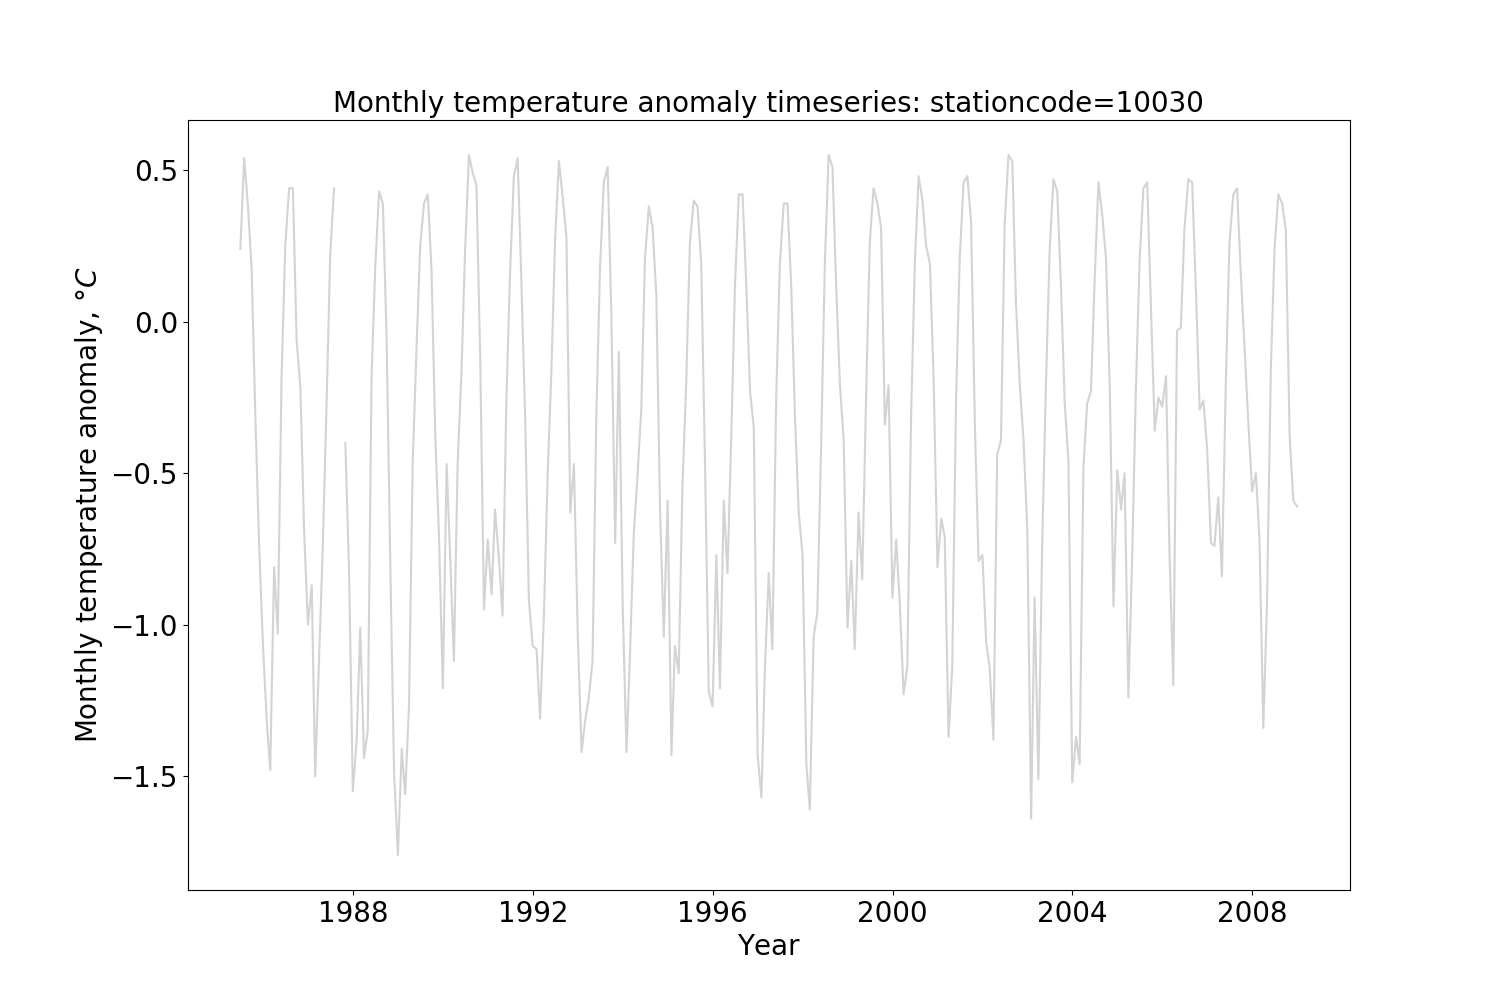 Monthly temperature anomaly timeseries: stationcode=10030
Monthly temperature anomaly, °C
0.5
0.0
−0.5
−1.0
−1.5
1988 1992 1996 2000 2004 2008
Year